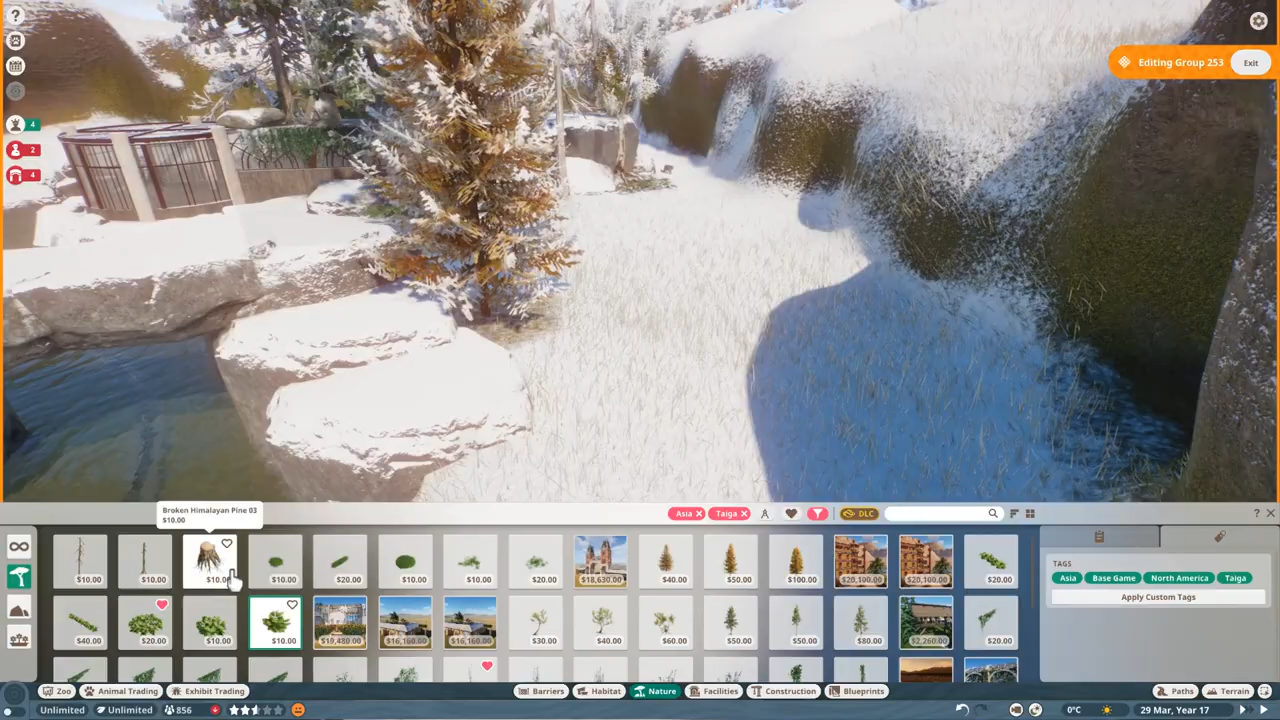 ?
Editing Group 253
Exit
4
2
4
Broken Himalayan Pine 03
$10.00
Asia ×
Taiga ×
DLC
? ×
$10.00
$10.00
$10.00
$10.00
$20.00
$10.00
$10.00
$20.00
$18,630.00
$40.00
$50.00
$100.00
$20,100.00
$20,100.00
$20.00
TAGS
Asia
Base Game
North America
Taiga
Apply Custom Tags
$40.00
$20.00
$10.00
$10.00
$19,480.00
$16,160.00
$16,160.00
$30.00
$40.00
$60.00
$50.00
$50.00
$80.00
$2,260.00
$20.00
Zoo
Animal Trading
Exhibit Trading
Barriers
Habitat
Nature
Facilities
Construction
Blueprints
Paths
Terrain
Unlimited
Unlimited
856
0°C
29 Mar, Year 17